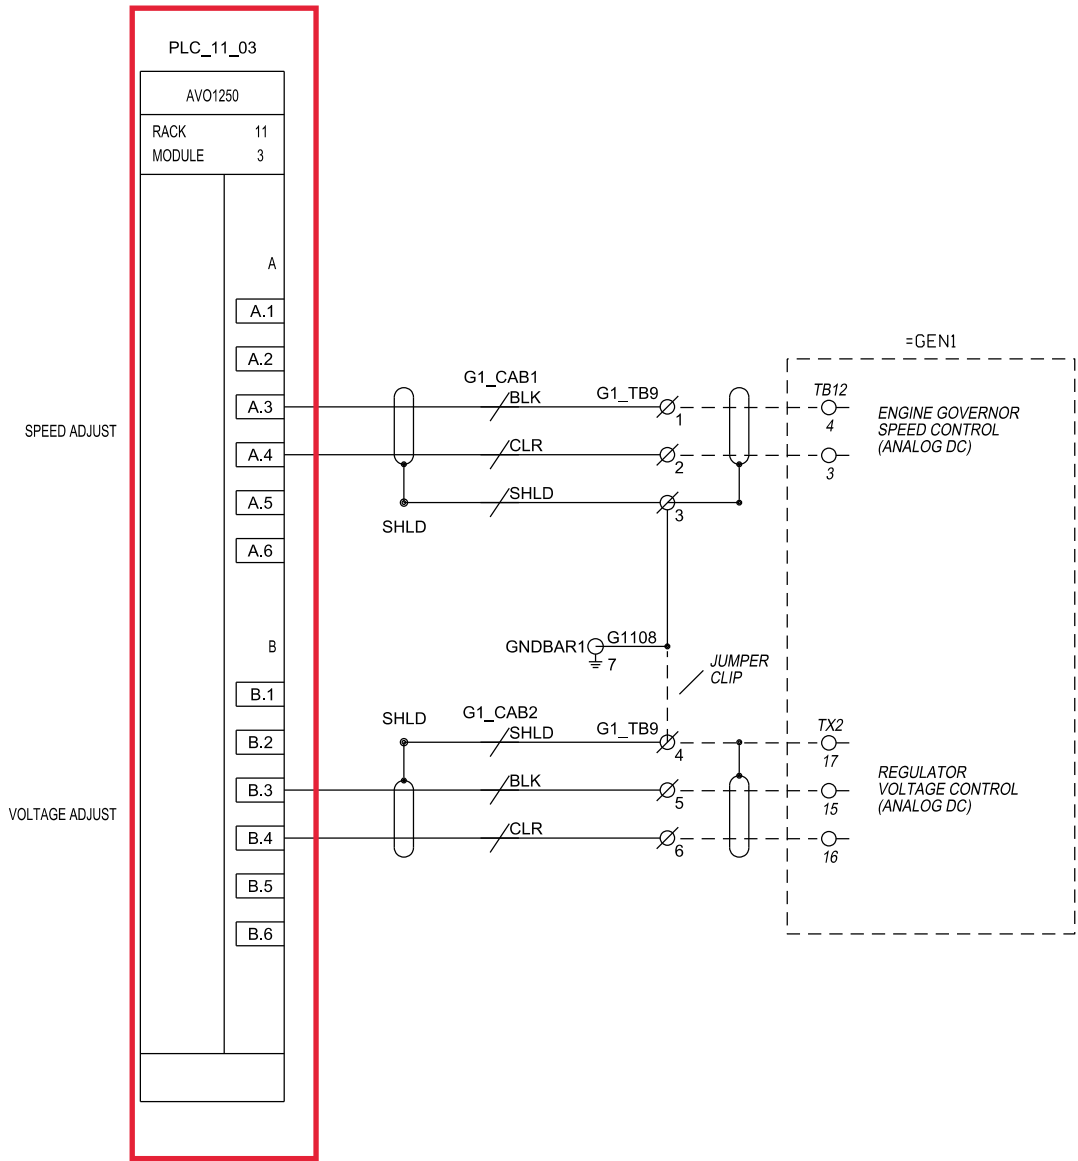 PLC_11_03
AVO1250
RACK 11
MODULE 3
A
A.1
=GEN1
A.2
G1_CAB1
TB12
BLK
G1_TB9
A.3
1
4
ENGINE GOVERNOR
SPEED CONTROL
(ANALOG DC)
SPEED ADJUST
CLR
A.4
2
3
SHLD
A.5
3
SHLD
A.6
B
GNDBAR1
G1108
7
JUMPER
CLIP
B.1
SHLD
G1_CAB2
SHLD
G1_TB9
TX2
B.2
4
17
REGULATOR
VOLTAGE CONTROL
(ANALOG DC)
BLK
B.3
5
15
VOLTAGE ADJUST
CLR
B.4
6
16
B.5
B.6